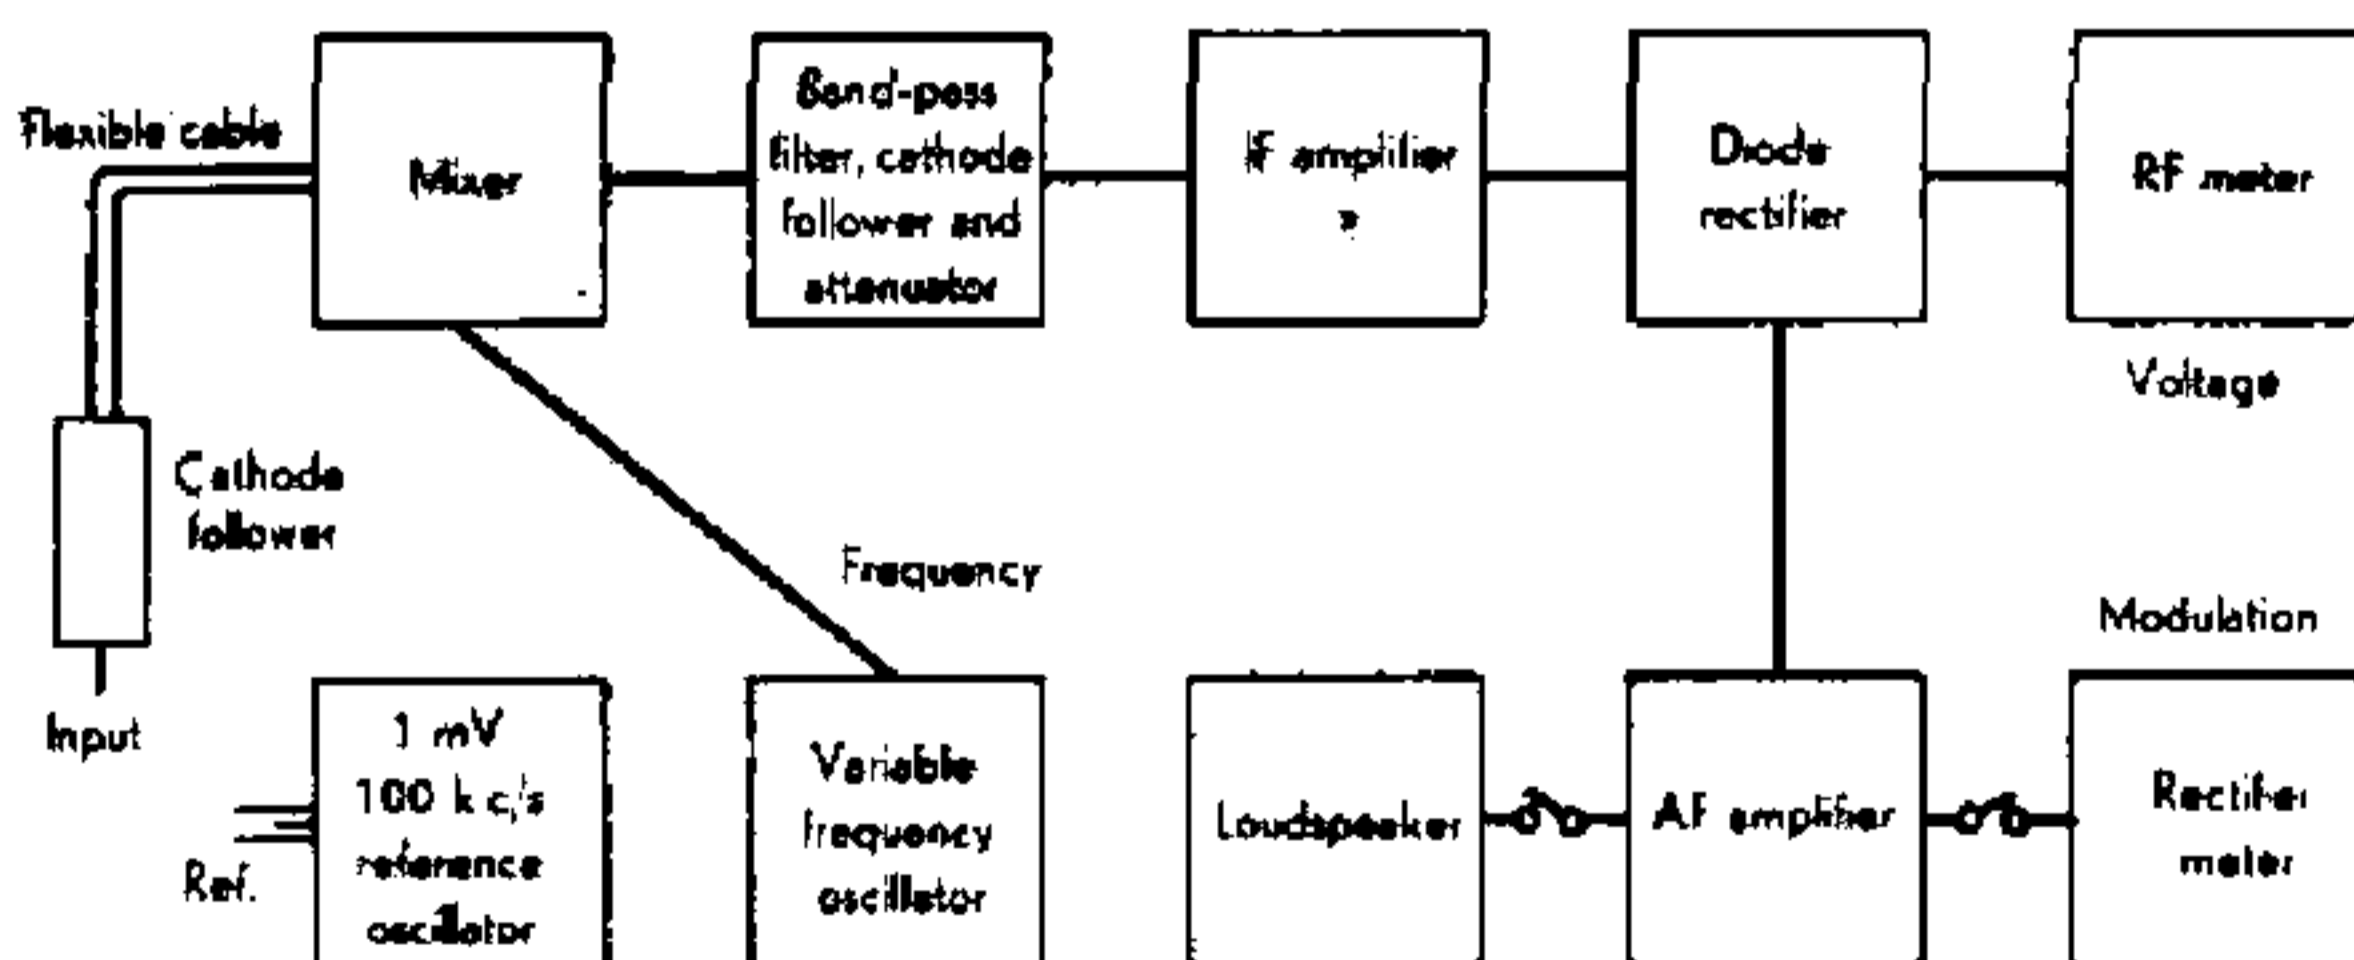 Flexible cable
Mixer
Band-pass
filter, cathode
follower and
attenuator
IF amplifier
Diode
rectifier
RF meter
Voltage
Cathode
follower
Input
Frequency
Modulation
1 mV
100 kc/s
reference
oscillator
Ref.
Variable
frequency
oscillator
Loudspeaker
AF amplifier
Rectifier
meter